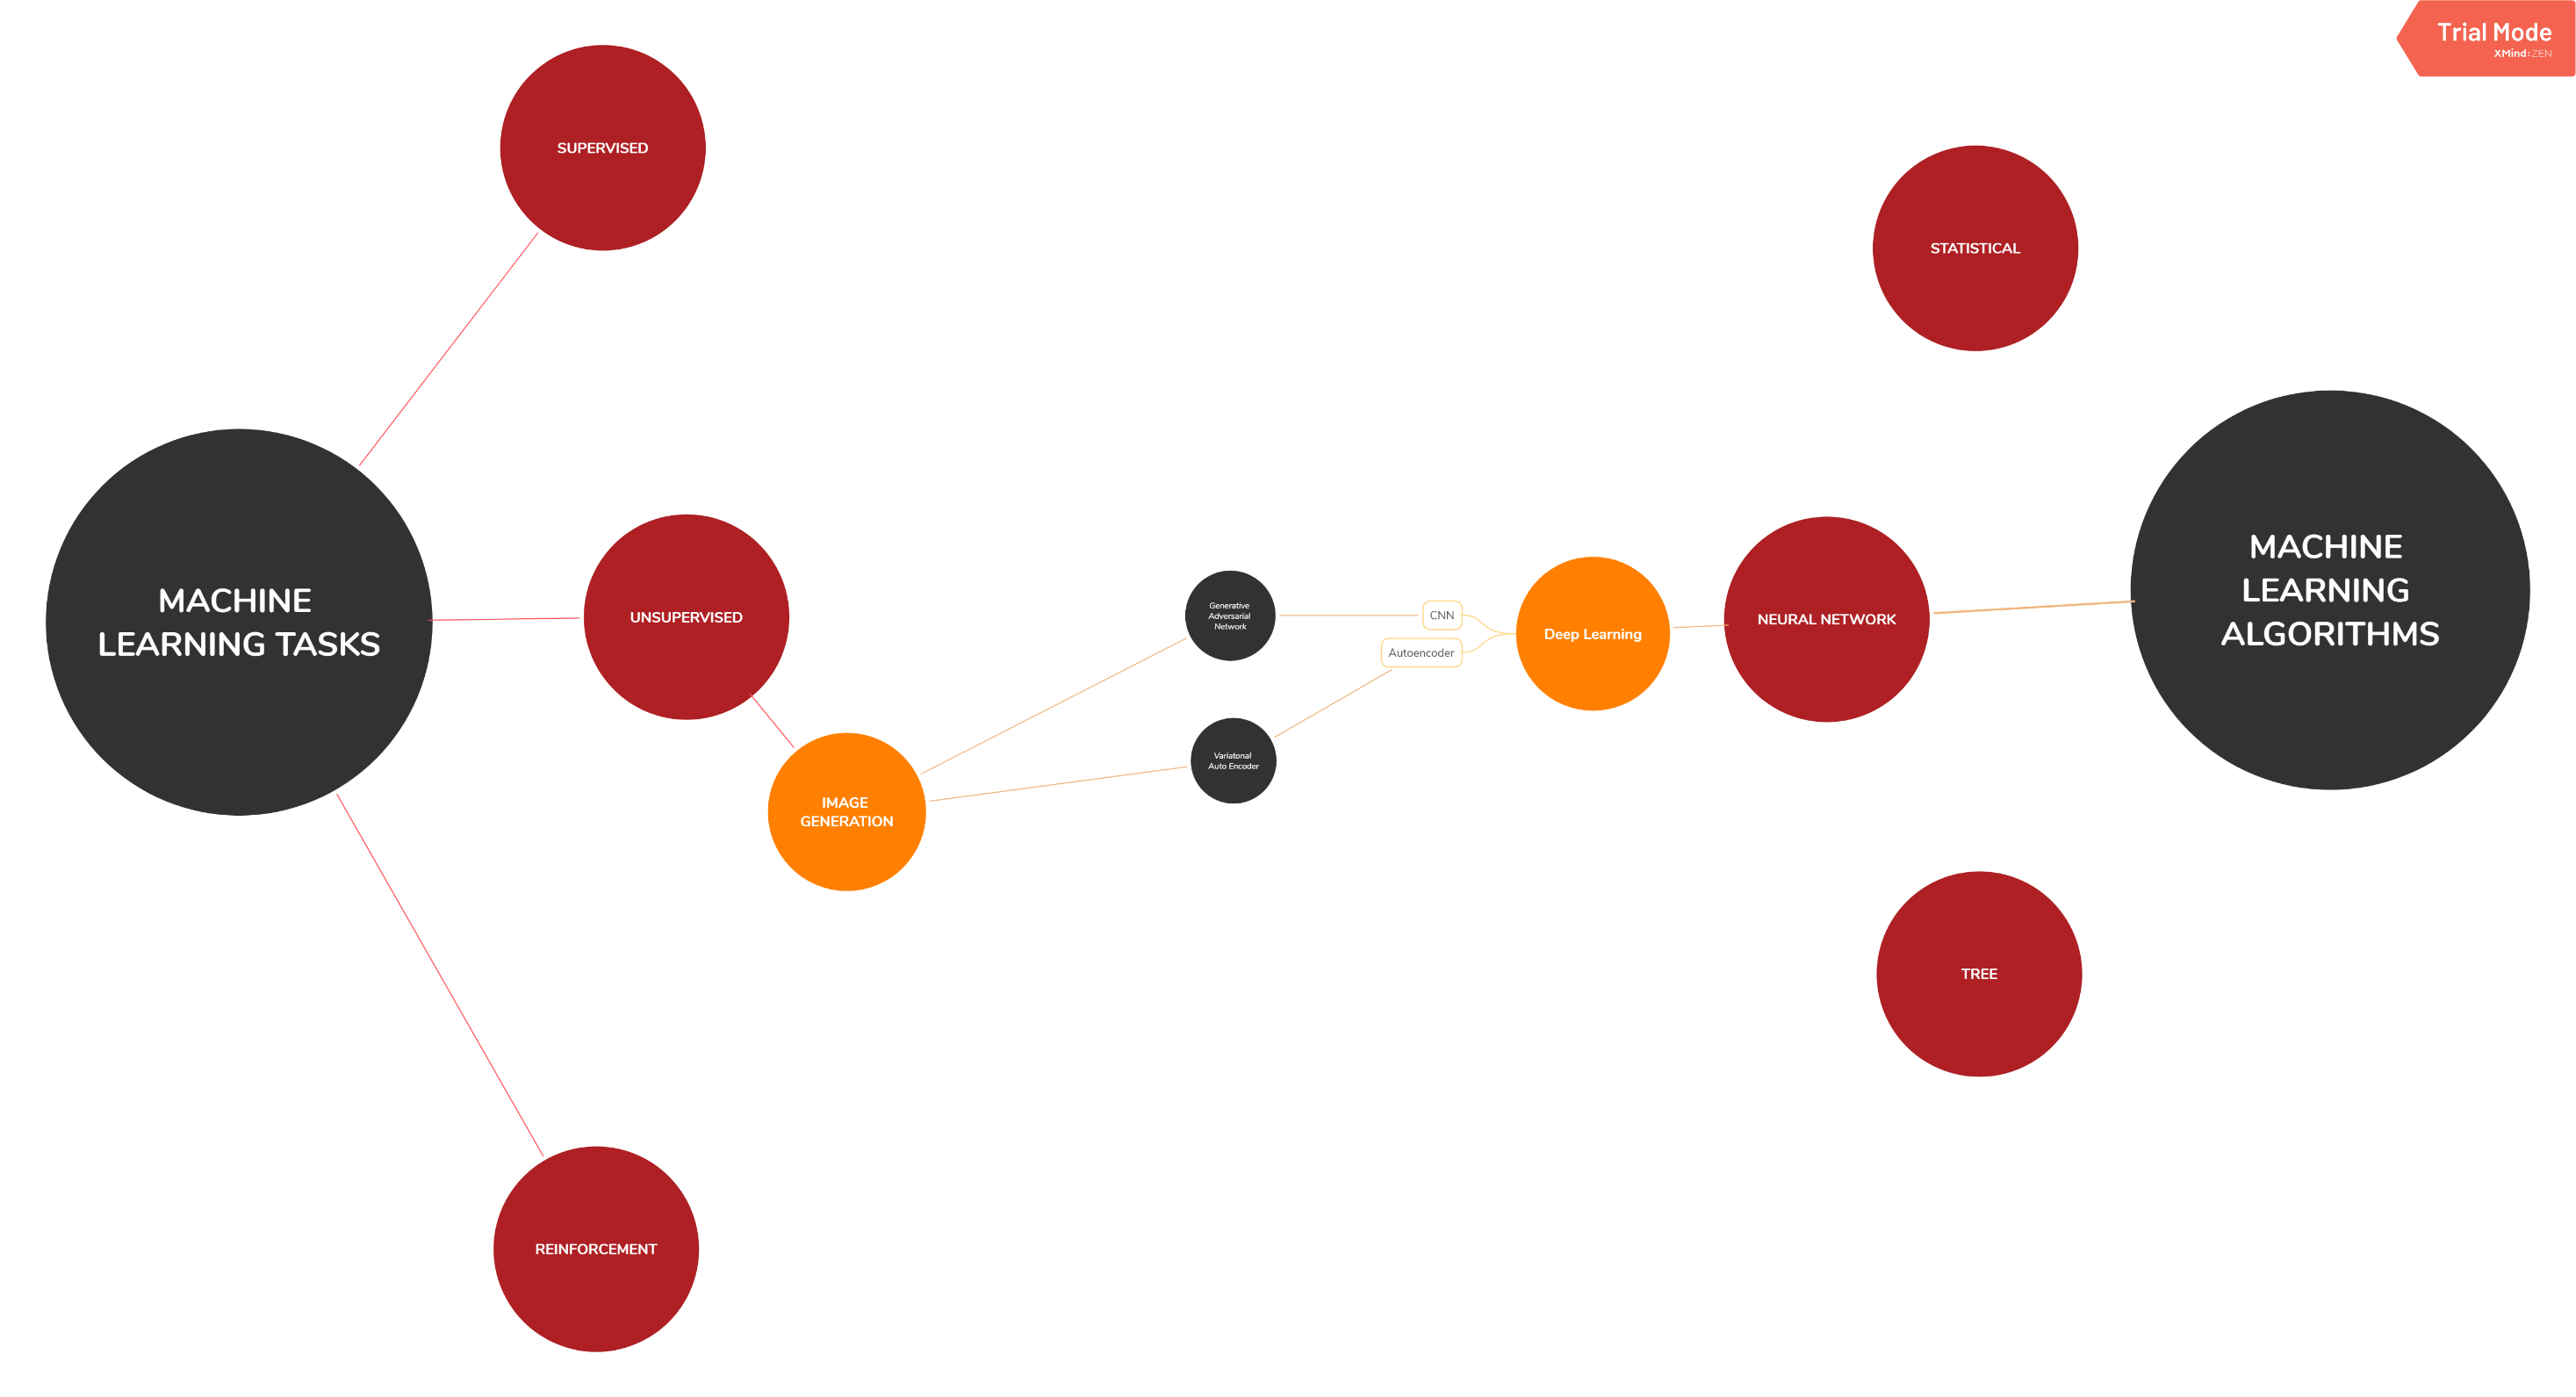 Trial Mode
XMind:ZEN
SUPERVISED
STATISTICAL
MACHINE
LEARNING TASKS
UNSUPERVISED
IMAGE
GENERATION
REINFORCEMENT
Generative
Adversarial
Network
Variatonal
Auto Encoder
CNN
Autoencoder
Deep Learning
NEURAL NETWORK
MACHINE
LEARNING
ALGORITHMS
TREE